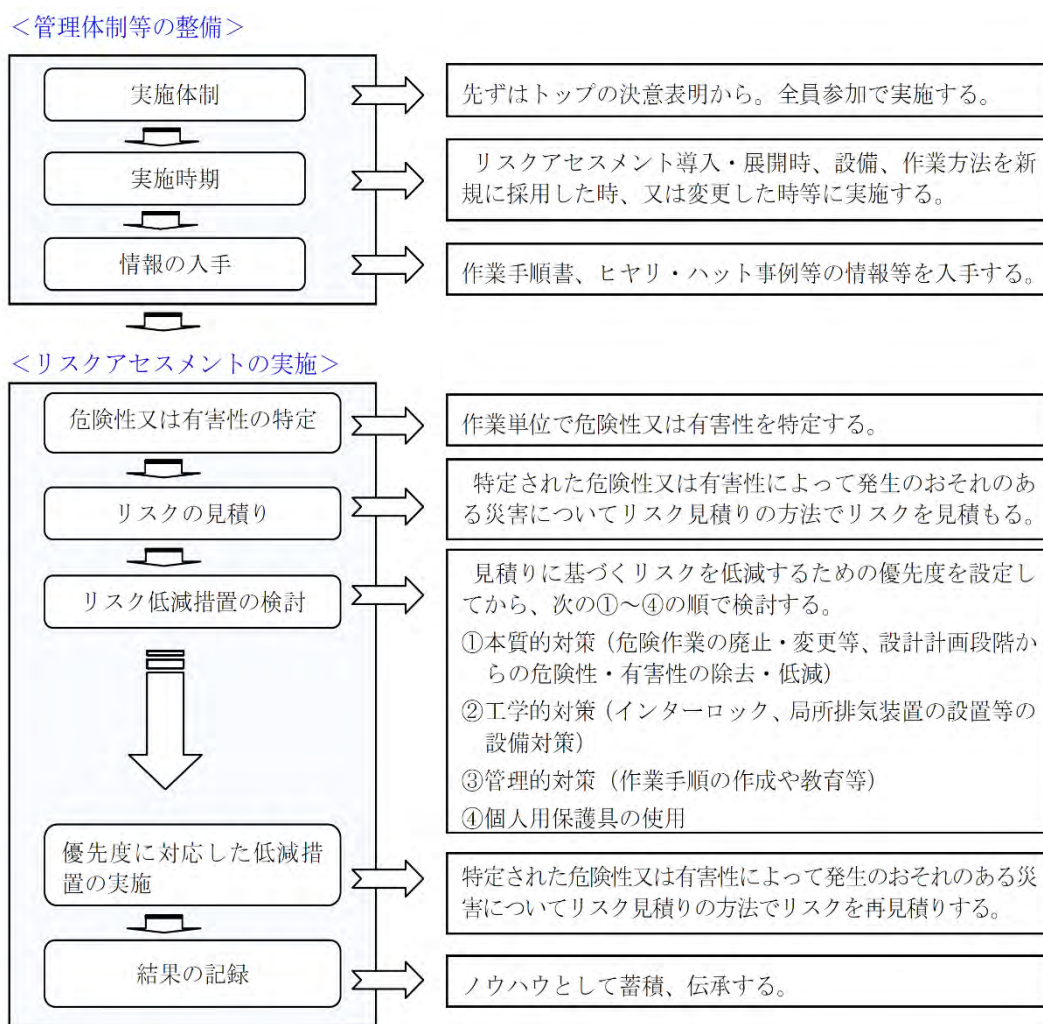 ＜管理体制等の整備＞
実施体制
先ずはトップの決意表明から。全員参加で実施する。
実施時期
リスクアセスメント導入・展開時、設備、作業方法を新
規に採用した時、又は変更した時等に実施する。
情報の入手
作業手順書、ヒヤリ・ハット事例等の情報等を入手する。
＜リスクアセスメントの実施＞
危険性又は有害性の特定
作業単位で危険性又は有害性を特定する。
リスクの見積り
特定された危険性又は有害性によって発生のおそれのあ
る災害についてリスク見積りの方法でリスクを見積もる。
リスク低減措置の検討
見積りに基づくリスクを低減するための優先度を設定し
てから、次の①～④の順で検討する。
①本質的対策（危険作業の廃止・変更等、設計計画段階か
らの危険性・有害性の除去・低減）
②工学的対策（インターロック、局所排気装置の設置等の
設備対策）
③管理的対策（作業手順の作成や教育等）
④個人用保護具の使用
優先度に対応した低減措
置の実施
特定された危険性又は有害性によって発生のおそれのある災
害についてリスク見積りの方法でリスクを再見積りする。
結果の記録
ノウハウとして蓄積、伝承する。